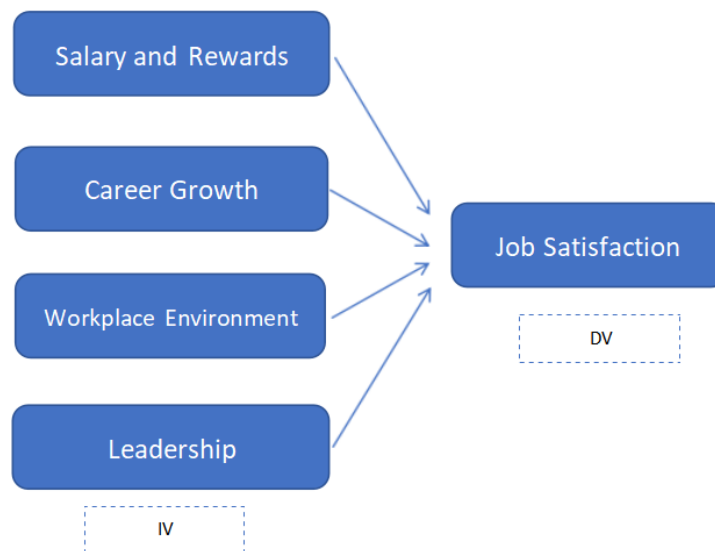 Salary and Rewards
Career Growth
Workplace Environment
Leadership
IV
Job Satisfaction
DV